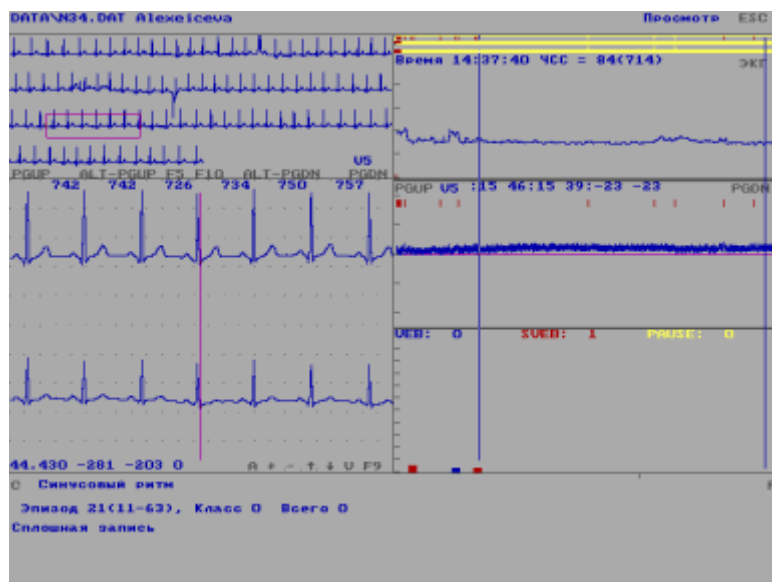 DATA\N34.DAT Alexeiceva Просмотр ESC
Время 14:37:40 ЧСС = 84(714)
ЭКГ
V5
PGUP ALT-PGUP F5 F10 ALT-PGDN PGDN
742 742 726 734 750 757
PGUP V5 :15 46:15 39:-23 -23 PGDN
VEB: 0 SVEB: 1 PAUSE: 0
44.430 -281 -203 0
F9
С Синусовый ритм
Эпизод 21(11-63), Класс 0 Всего 0
Сплошная запись